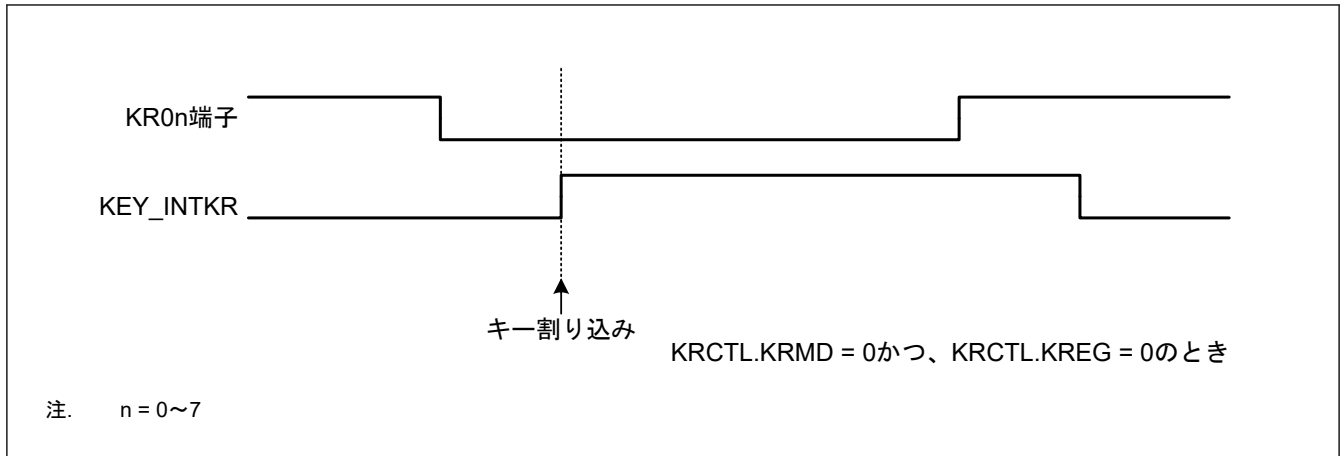 KR0n端子
KEY_INTKR
キー割り込み
KRCTL.KRMD = 0かつ、KRCTL.KREG = 0のとき
注. n = 0～7